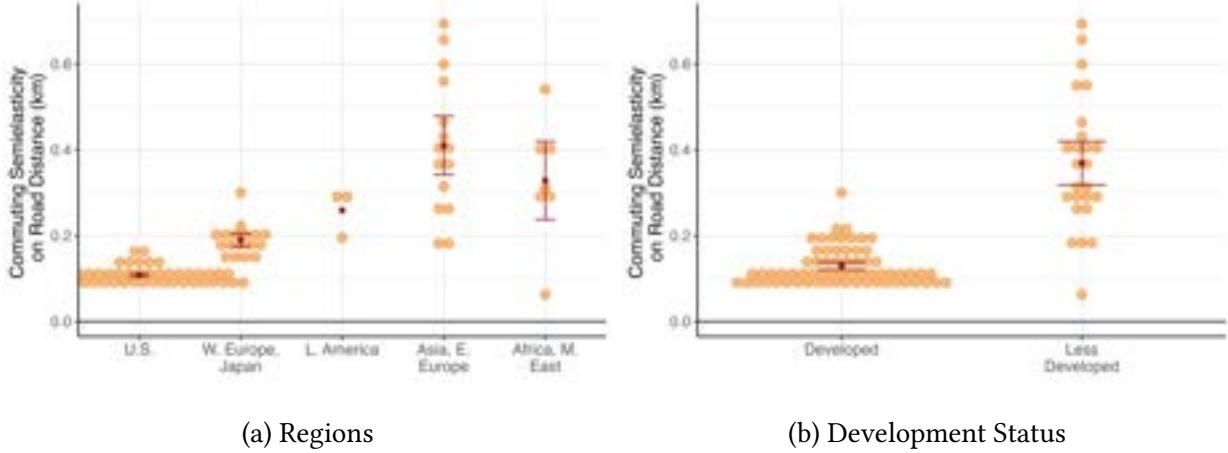 Commuting Semielasticity
on Road Distance (km)
0.6
0.4
0.2
0.0
U.S.
W. Europe,
Japan
L. America
Asia, E.
Europe
Africa, M.
East
(a) Regions
Commuting Semielasticity
on Road Distance (km)
0.6
0.4
0.2
0.0
Developed
Less
Developed
(b) Development Status